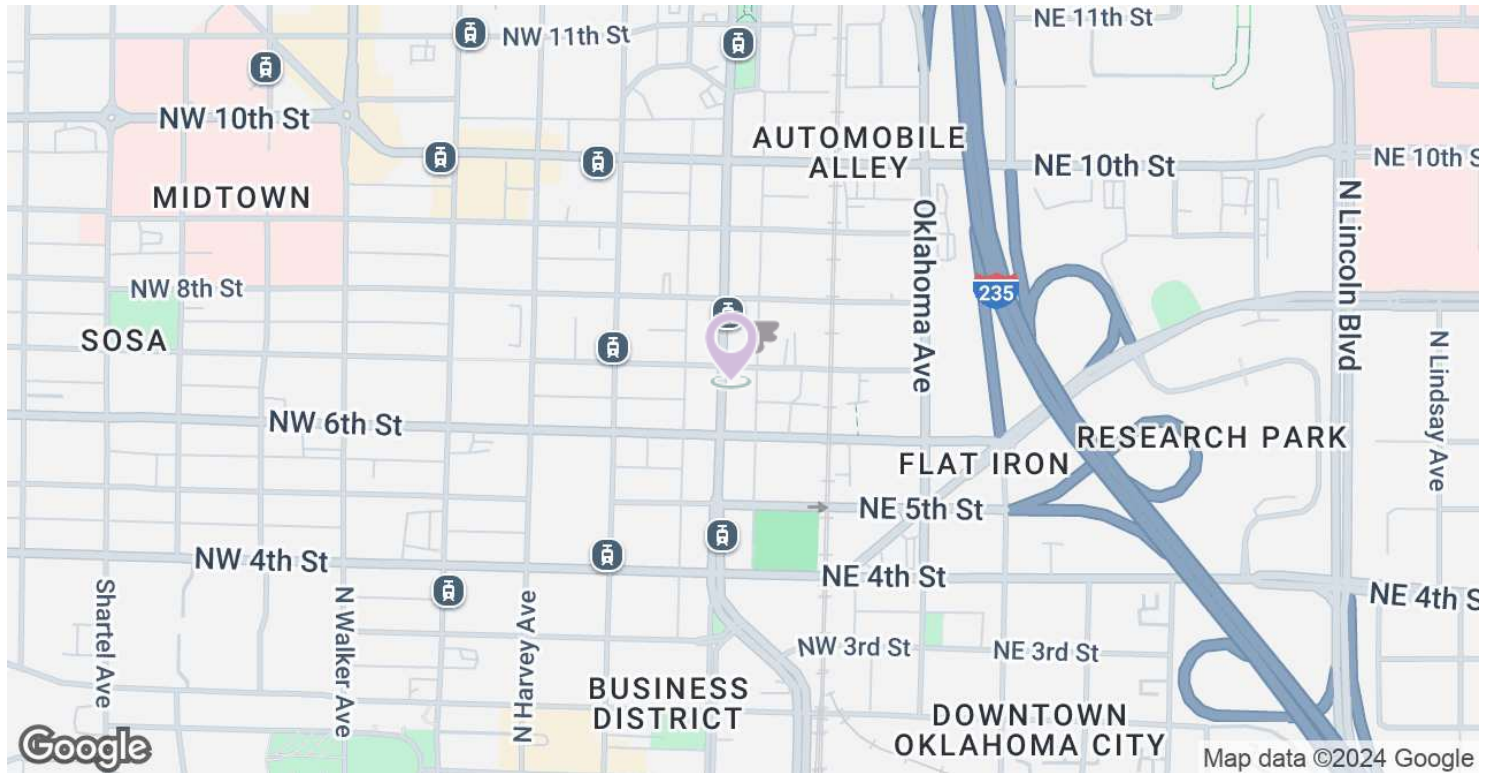 NE 11th St
NW 11th St
NW 10th St
AUTOMOBILE
ALLEY
NE 10th St
NE 10th S
MIDTOWN
N Lincoln Blvd
Oklahoma Ave
NW 8th St
235
SOSA
N Lindsay Ave
NW 6th St
RESEARCH PARK
FLAT IRON
NE 5th St
NW 4th St
NE 4th St
NE 4th S
Shartel Ave
N Walker Ave
N Harvey Ave
NW 3rd St
NE 3rd St
BUSINESS
DISTRICT
DOWNTOWN
OKLAHOMA CITY
Google
Map data ©2024 Google